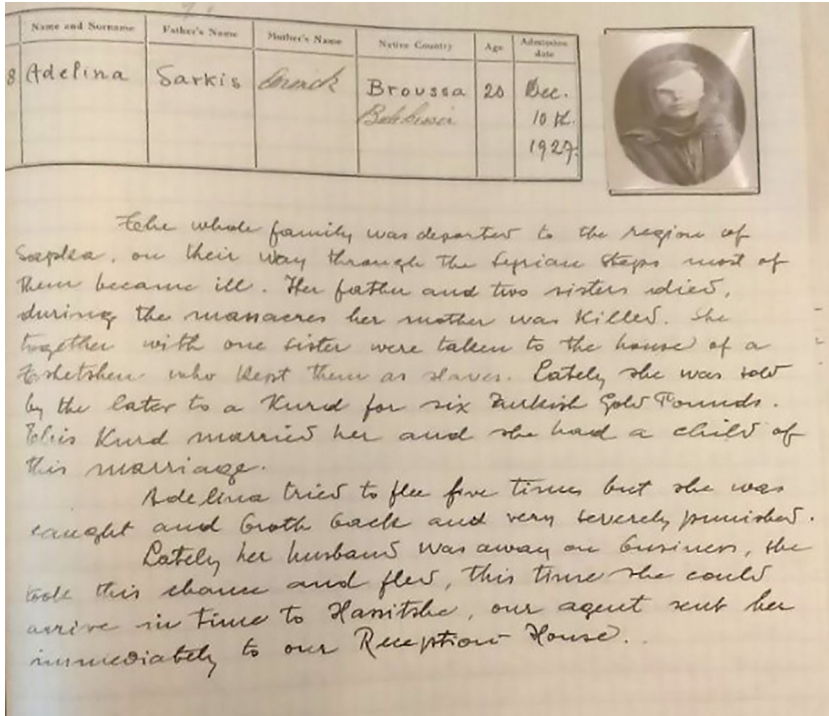 Name and Surname Father's Name Mother's Name Native Country Age Admission date
8 Adelina Sarkis Broussa 20 Dec.
10th.
1927.
The whole family was deported to the region of
on their way through the Syrian steps most of
them became ill. Her father and two sisters died,
during the massacres her mother was killed. She
together with one sister were taken to the house of a
Tshetshen who kept them as slaves. Lately she was sold
by the later to a Kurd for six Turkish Gold Pounds.
This Kurd married her and she had a child of
this marriage.
Adelina tried to flee five times but she was
caught and broth back and very severely punished.
Lately her husband was away on business, she
took this chance and fled, this time she could
arrive in time to Hassitshe, our agent sent her
immediately to our Reception House.